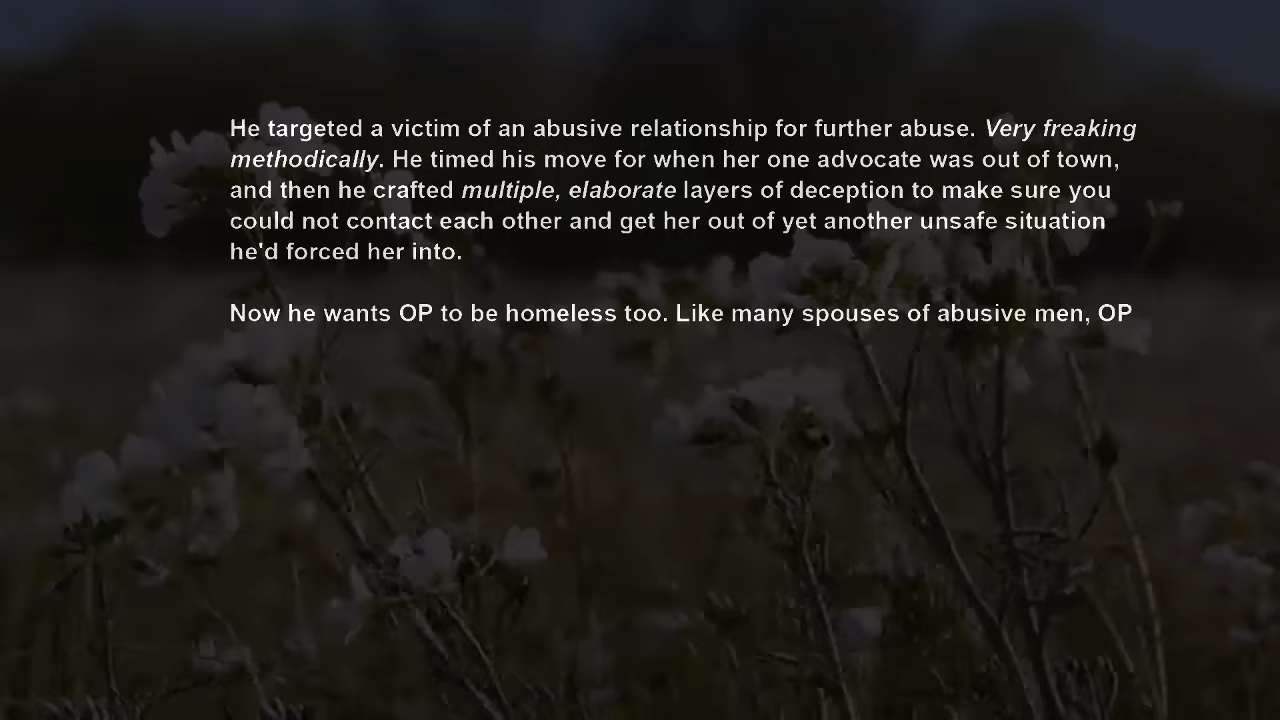 He targeted a victim of an abusive relationship for further abuse. Very freaking
methodically. He timed his move for when her one advocate was out of town,
and then he crafted multiple, elaborate layers of deception to make sure you
could not contact each other and get her out of yet another unsafe situation
he'd forced her into.
Now he wants OP to be homeless too. Like many spouses of abusive men, OP